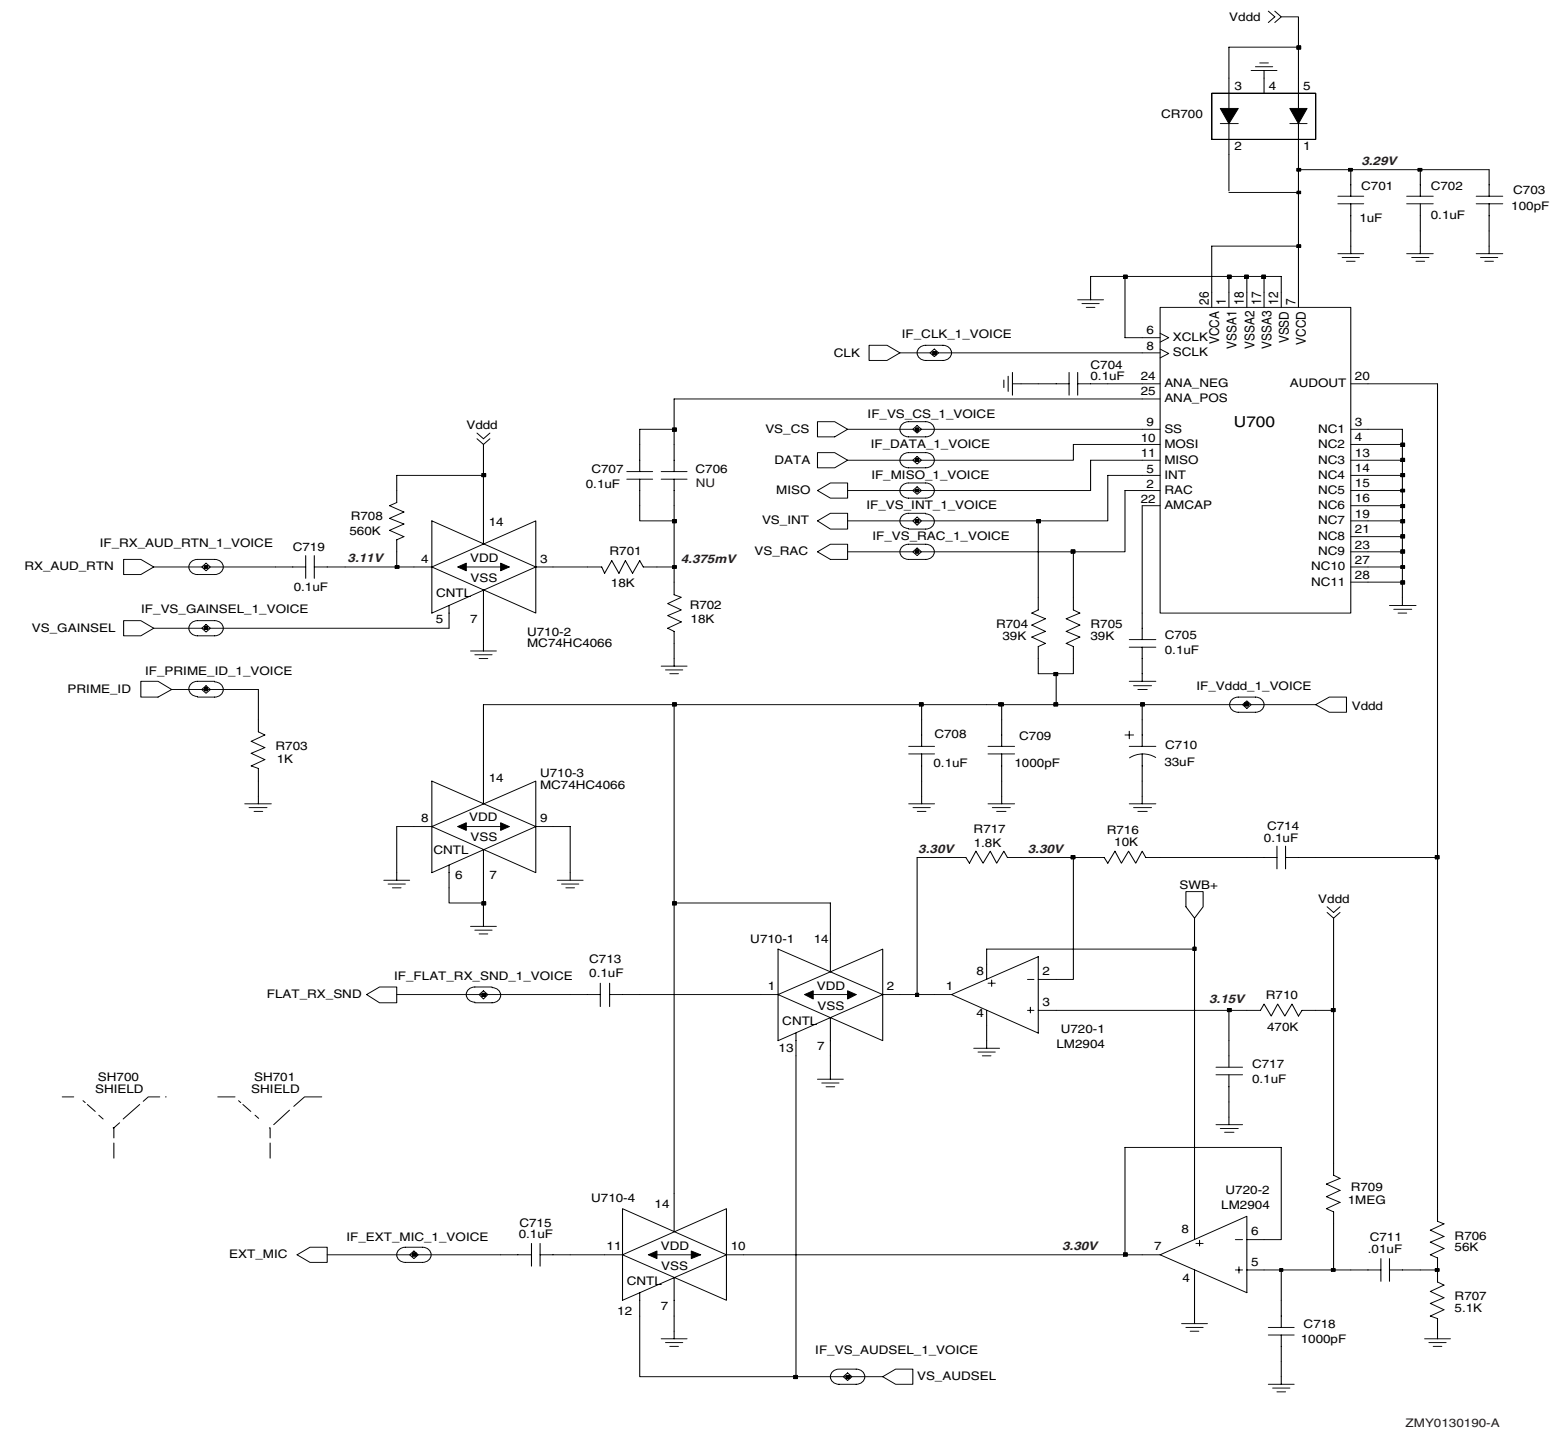 Vddd
3 4 5
CR700
2 1
3.29V
C701
1uF
C702
0.1uF
C703
100pF
26 1 18 17 12 7
VCCA VSSA1 VSSA2 VSSA3 VSSD VCCD
IF_CLK_1_VOICE
CLK
6 XCLK
8 SCLK
C704
0.1uF
24 ANA_NEG
25 ANA_POS
AUDOUT 20
U700
IF_VS_CS_1_VOICE
VS_CS
9 SS
IF_DATA_1_VOICE
DATA
10 MOSI
IF_MISO_1_VOICE
MISO
11 MISO
IF_VS_INT_1_VOICE
VS_INT
5 INT
IF_VS_RAC_1_VOICE
VS_RAC
2 RAC
22 AMCAP
NC1 3
NC2 4
NC3 13
NC4 14
NC5 15
NC6 16
NC7 19
NC8 21
NC9 23
NC10 27
NC11 28
Vddd
C707
0.1uF
C706
NU
R708
560K
14
IF_RX_AUD_RTN_1_VOICE
RX_AUD_RTN
C719
0.1uF
3.11V
4
VDD
VSS
CNTL
3
5
7
R701
18K
4.375mV
R702
18K
IF_VS_GAINSEL_1_VOICE
VS_GAINSEL
U710-2
MC74HC4066
R704
39K
R705
39K
C705
0.1uF
IF_PRIME_ID_1_VOICE
PRIME_ID
R703
1K
IF_Vddd_1_VOICE
Vddd
C708
0.1uF
C709
1000pF
+
C710
33uF
14
U710-3
MC74HC4066
8
VDD
VSS
CNTL
9
6
7
3.30V
R717
1.8K
3.30V
R716
10K
C714
0.1uF
SWB+
Vddd
U710-1
14
IF_FLAT_RX_SND_1_VOICE
FLAT_RX_SND
C713
0.1uF
1
VDD
VSS
CNTL
2
13
7
1
8
+
−
2
+
3
4
U720-1
LM2904
3.15V
R710
470K
C717
0.1uF
SH700
SHIELD
SH701
SHIELD
U710-4
14
IF_EXT_MIC_1_VOICE
EXT_MIC
C715
0.1uF
11
VDD
VSS
CNTL
10
12
7
3.30V
7
8
+
−
6
+
5
4
U720-2
LM2904
R709
1MEG
C711
.01uF
R706
56K
R707
5.1K
C718
1000pF
IF_VS_AUDSEL_1_VOICE
VS_AUDSEL
ZMY0130190-A